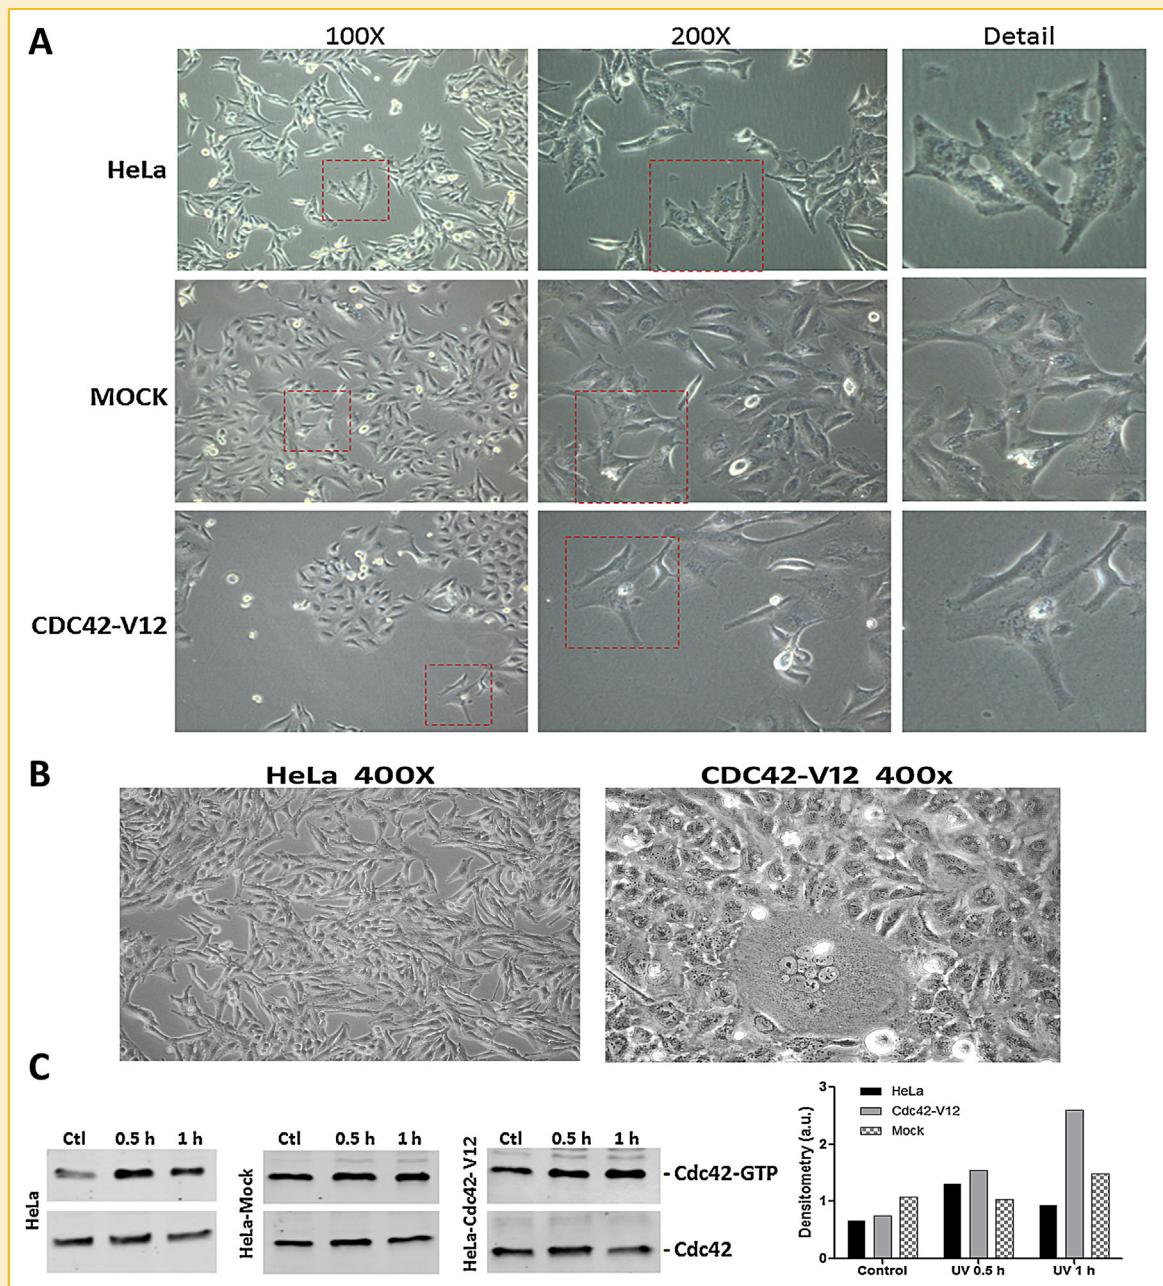 A
100X 200X Detail
HeLa
MOCK
CDC42-V12
B
HeLa 400X CDC42-V12 400x
C
Ctl 0.5 h 1 h
HeLa
Ctl 0.5 h 1 h
HeLa-Mock
Ctl 0.5 h 1 h
HeLa-Cdc42- V12
- Cdc42-GTP
- Cdc42
Densitometry (a.u.)
3
2
1
0
HeLa
Cdc42-V12
Mock
Control UV 0.5 h UV 1 h